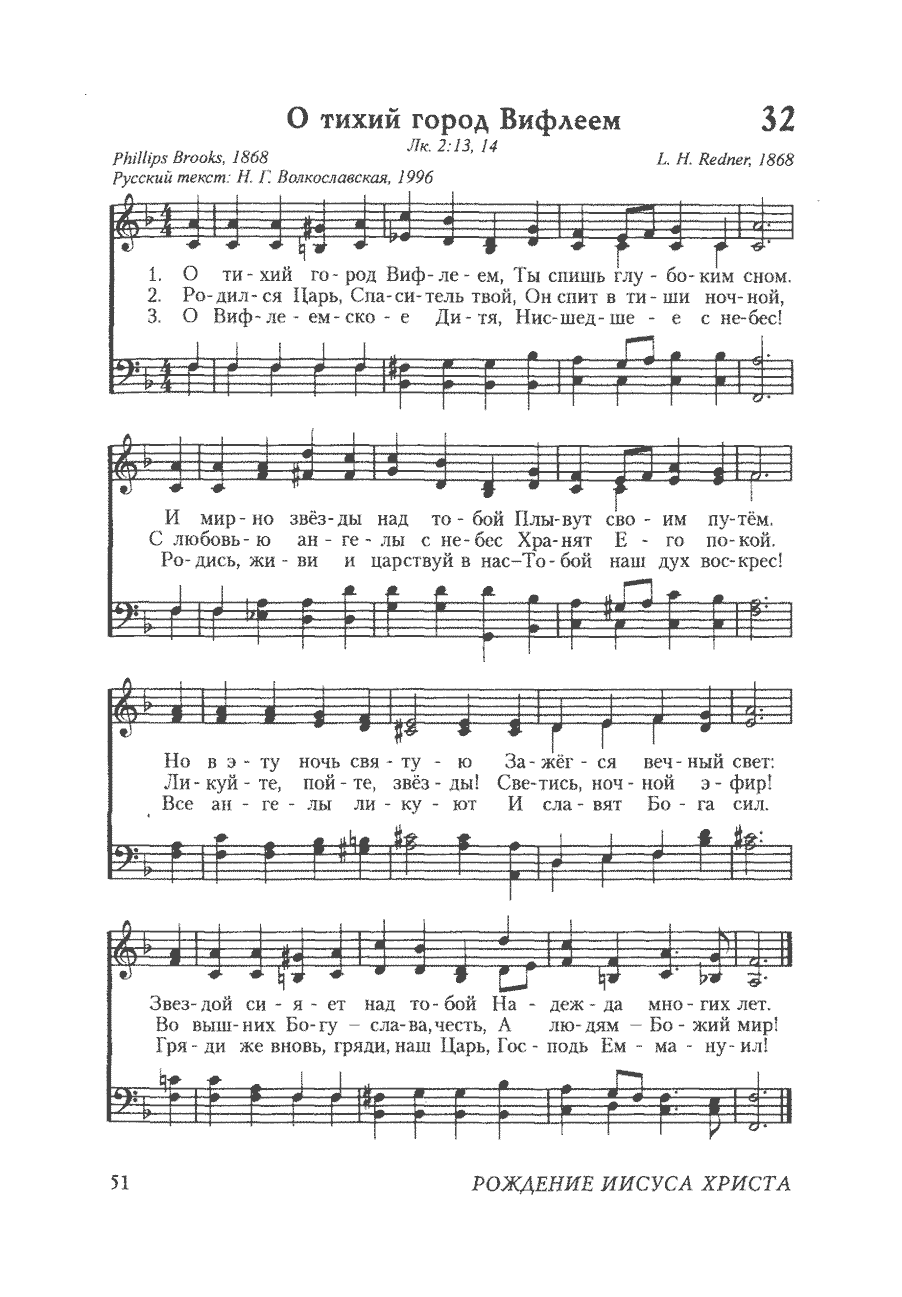 О тихий город Вифлеем 32
Лк. 2:13, 14
Phillips Brooks, 1868 L. H. Redner, 1868
Русский текст: Н. Г. Волкославская, 1996
1. О ти - хий го - род Виф - ле - ем, Ты спишь глу - бо - ким сном.
2. Ро - дил - ся Царь, Спа - си - тель твой, Он спит в ти - ши ноч - ной,
3. О Виф - ле - ем - ско - е Ди - тя, Нис - шед - ше - е с не - бес!
И мир - но звёз - ды над то - бой Плы - вут сво - им пу - тём.
С любовь - ю ан - ге - лы с не - бес Хра - нят Е - го по - кой.
Ро - дись, жи - ви и царствуй в нас–То - бой наш дух вос - крес!
Но в э - ту ночь свя - ту - ю За - жёг - ся веч - ный свет:
Ли - куй - те, пой - те, звёз - ды! Све - тись, ноч - ной э - фир!
Все ан - ге - лы ли - ку - ют И сла - вят Бо - га сил.
Звез - дой си - я - ет над то - бой На - деж - да мно - гих лет.
Во выш - них Бо - гу – сла - ва, честь, А лю - дям – Бо - жий мир!
Гря - ди же вновь, гряди, наш Царь, Гос - подь Ем - ма - ну - ил!
51 РОЖДЕНИЕ ИИСУСА ХРИСТА